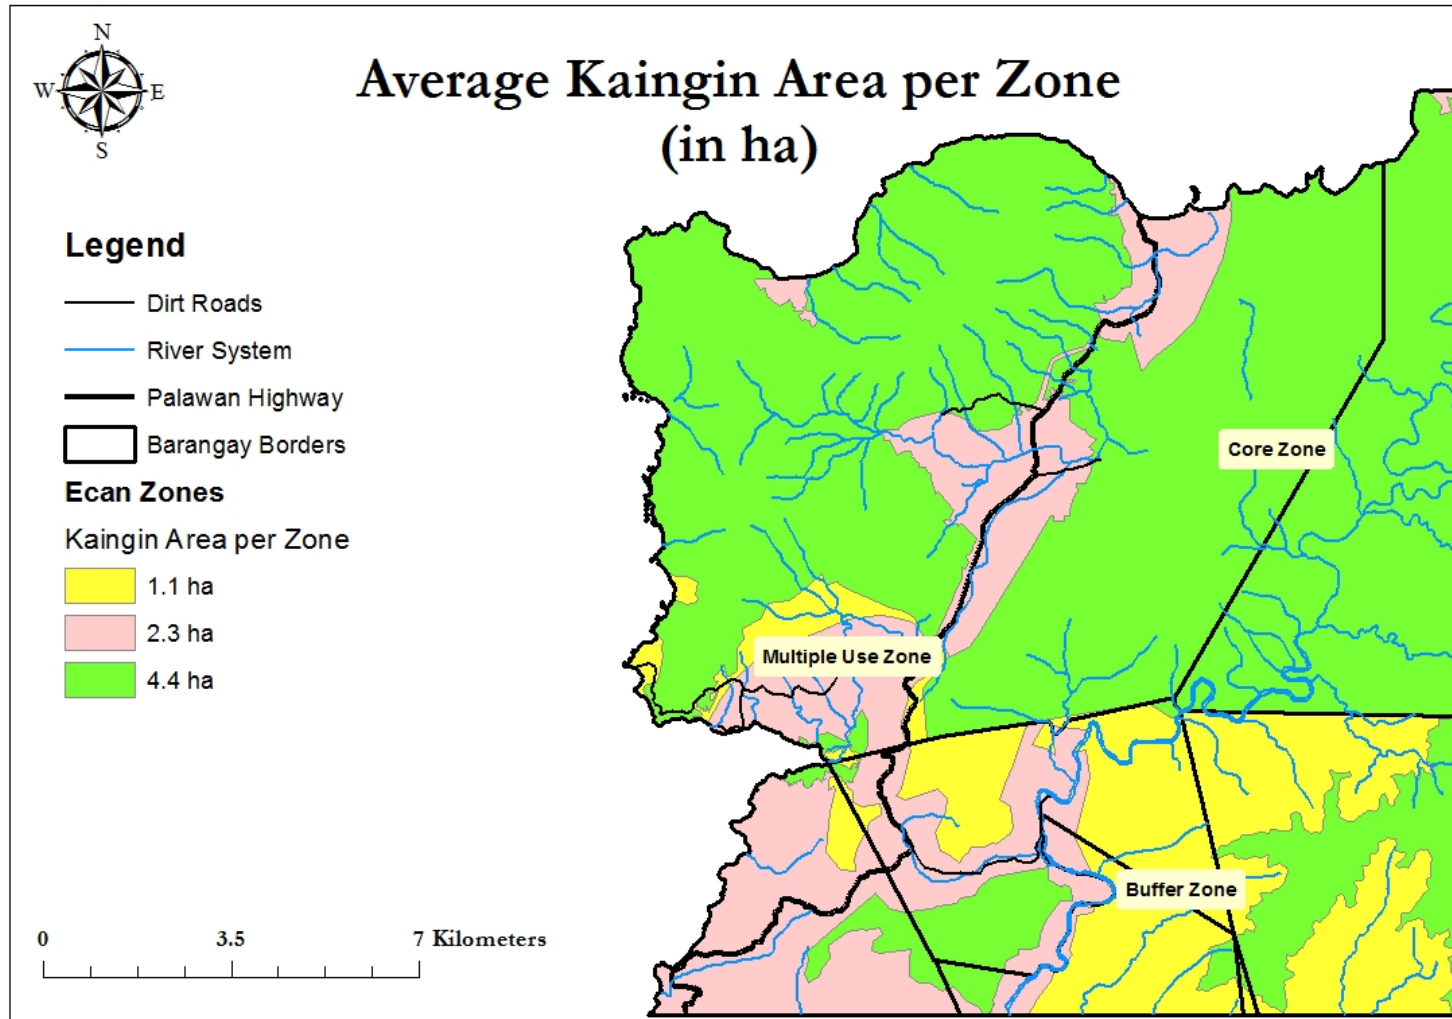 N
W E
S
Average Kaingin Area per Zone
(in ha)
Legend
Dirt Roads
River System
Palawan Highway
Barangay Borders
Ecan Zones
Kaingin Area per Zone
1.1 ha
2.3 ha
4.4 ha
Core Zone
Multiple Use Zone
Buffer Zone
0 3.5 7 Kilometers